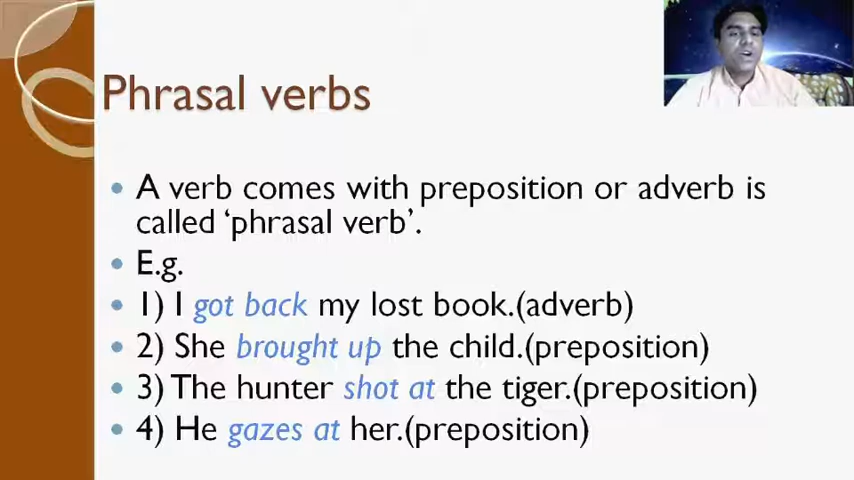 Phrasal verbs
A verb comes with preposition or adverb is
called ‘phrasal verb’.
E.g.
1) I got back my lost book.(adverb)
2) She brought up the child.(preposition)
3) The hunter shot at the tiger.(preposition)
4) He gazes at her.(preposition)